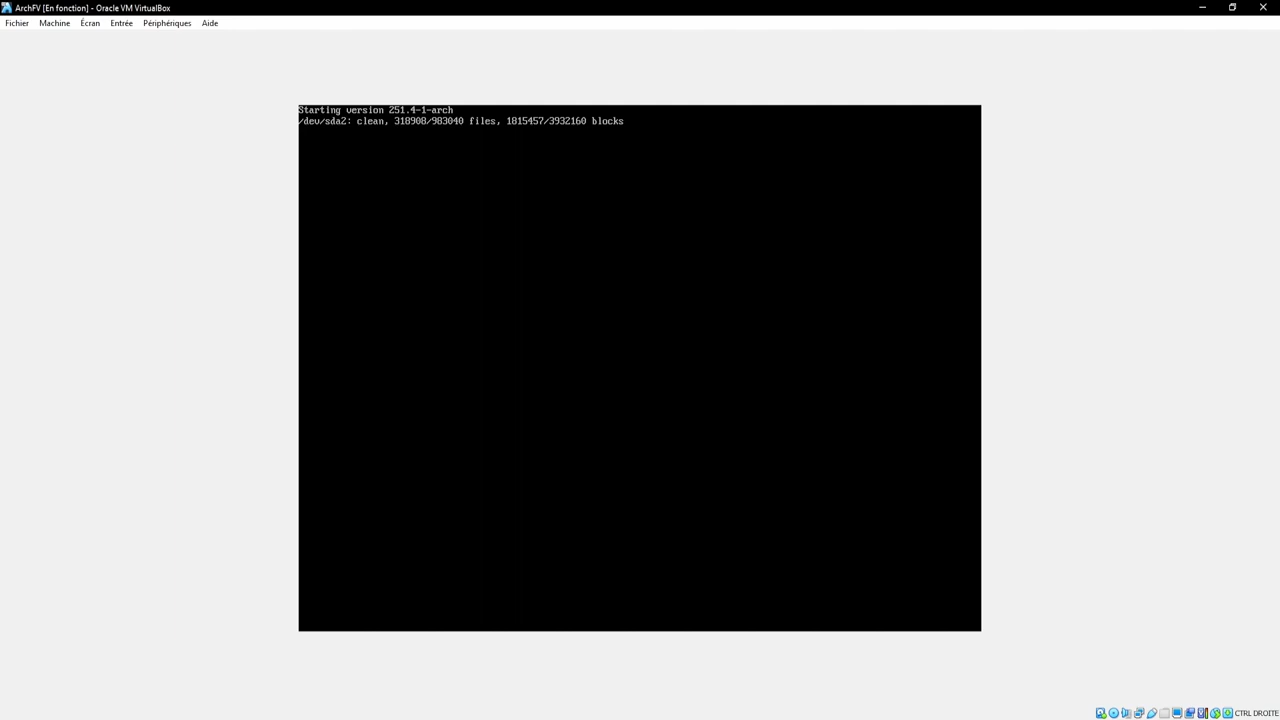 ArchFV [En fonction] - Oracle VM VirtualBox
Fichier Machine Écran Entrée Périphériques Aide
Starting version 251.4-1-arch
/dev/sda2: clean, 318908/983040 files, 1815457/3932160 blocks
CTRL DROITE